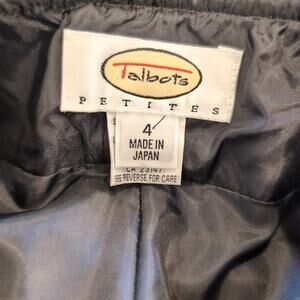 Talbots
PETITES
4
MADE IN
JAPAN
SEE REVERSE FOR CARE